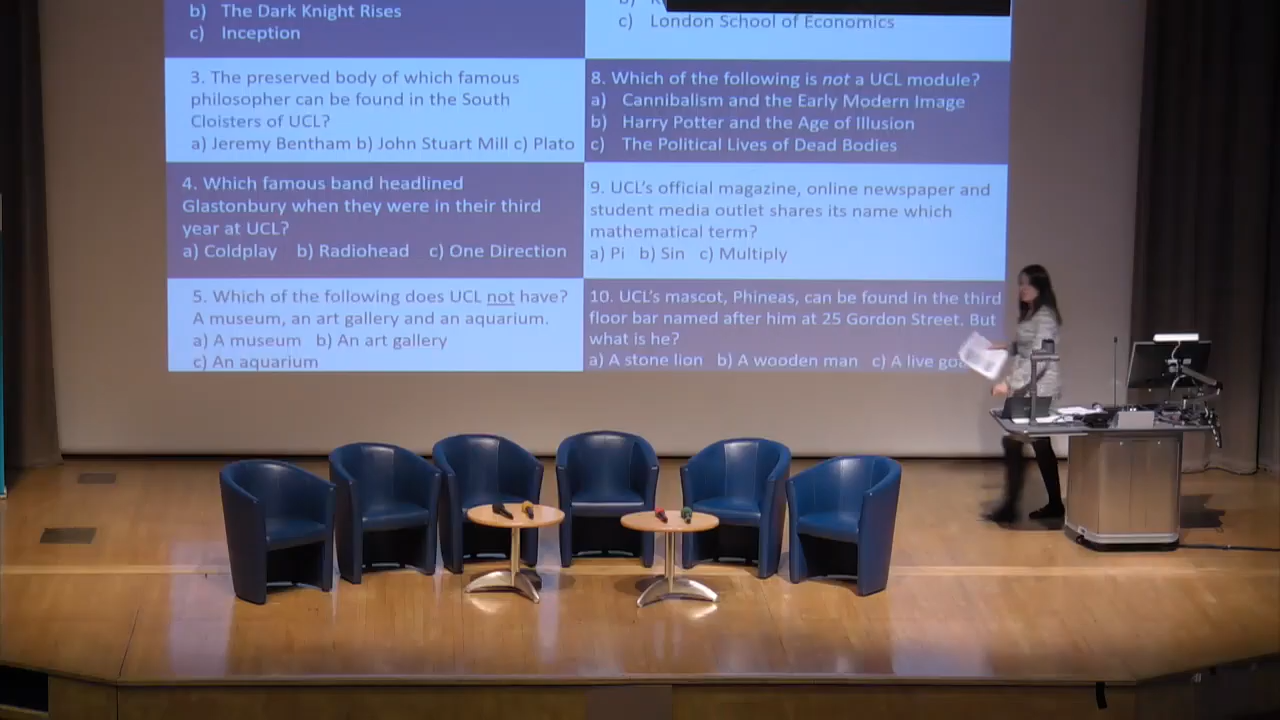 b) The Dark Knight Rises
c) Inception
3. The preserved body of which famous
philosopher can be found in the South
Cloisters of UCL?
a) Jeremy Bentham b) John Stuart Mill c) Plato
4. Which famous band headlined
Glastonbury when they were in their third
year at UCL?
a) Coldplay b) Radiohead c) One Direction
5. Which of the following does UCL not have?
A museum, an art gallery and an aquarium.
a) A museum b) An art gallery
c) An aquarium
c) London School of Economics
8. Which of the following is not a UCL module?
a) Cannibalism and the Early Modern Image
b) Harry Potter and the Age of Illusion
c) The Political Lives of Dead Bodies
9. UCL's official magazine, online newspaper and
student media outlet shares its name which
mathematical term?
a) Pi b) Sin c) Multiply
10. UCL's mascot, Phineas, can be found in the third
floor bar named after him at 25 Gordon Street. But
what is he?
a) A stone lion b) A wooden man c) A live